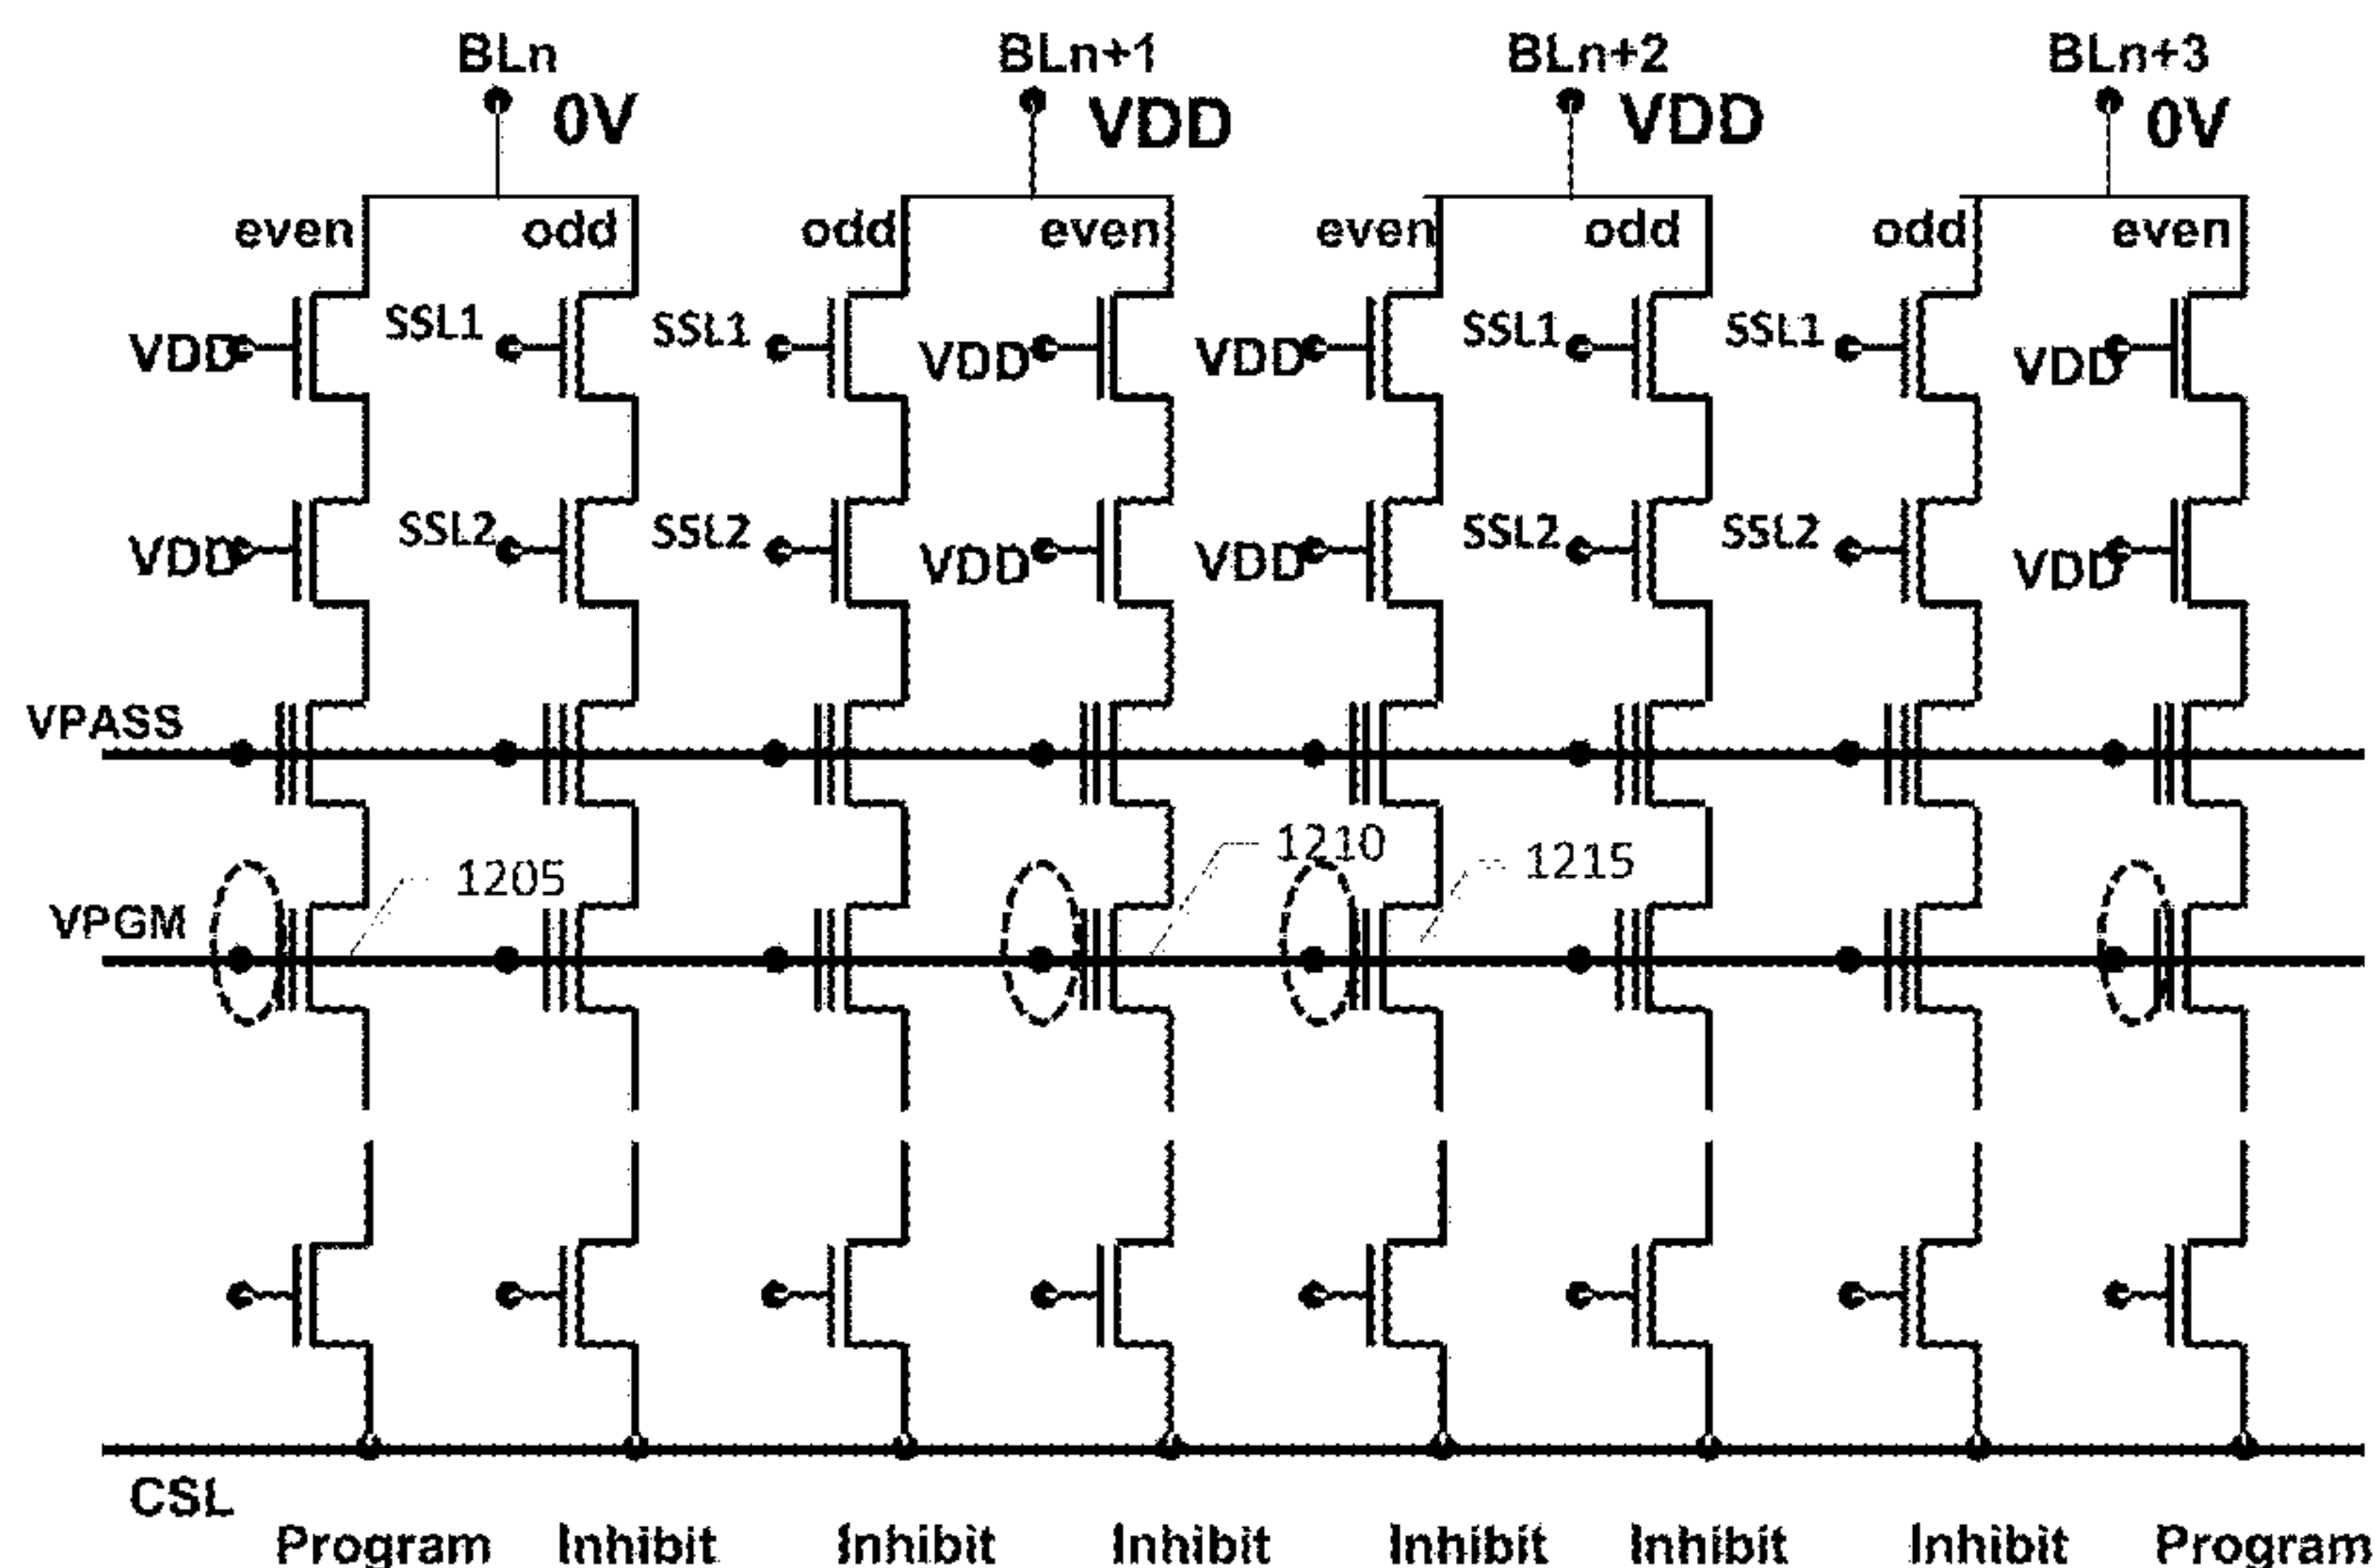 BLn BLn+1 BLn+2 BLn+3
0V VDD VDD 0V
even odd odd even even odd odd even
VDD SSL1 SSL1 VDD VDD SSL1 SSL1 VDD
VDD SSL2 SSL2 VDD VDD SSL2 SSL2 VDD
VPASS
1205 1210 1215
VPGM
CSL
Program Inhibit Inhibit Inhibit Inhibit Inhibit Inhibit Program